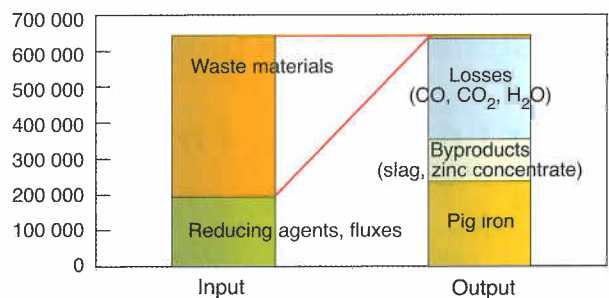 700 000
600 000
500 000
400 000
300 000
200 000
100 000
0
Waste materials
Reducing agents, fluxes
Losses
(CO, CO₂, H₂O)
Byproducts
(slag, zinc concentrate)
Pig iron
Input
Output